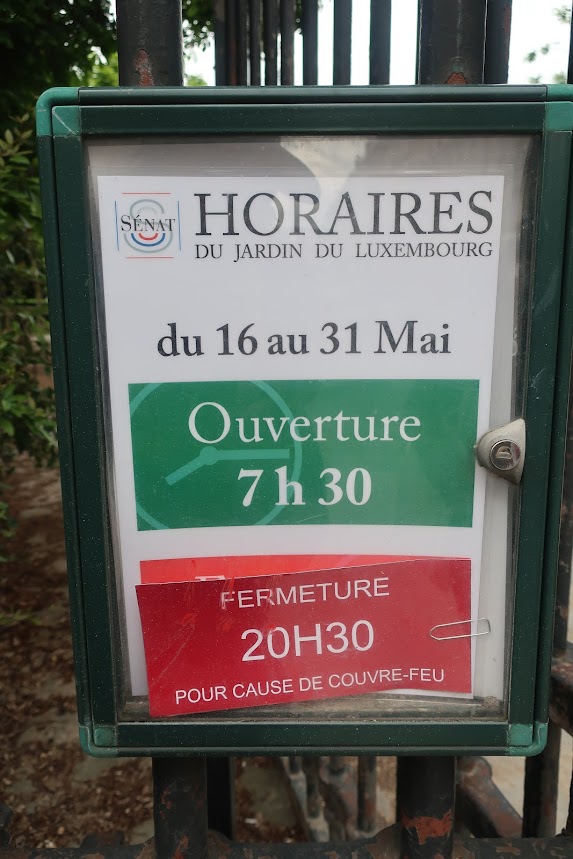 SÉNAT
HORAIRES
DU JARDIN DU LUXEMBOURG
du 16 au 31 Mai
Ouverture
7 h 30
FERMETURE
20H30
POUR CAUSE DE COUVRE-FEU